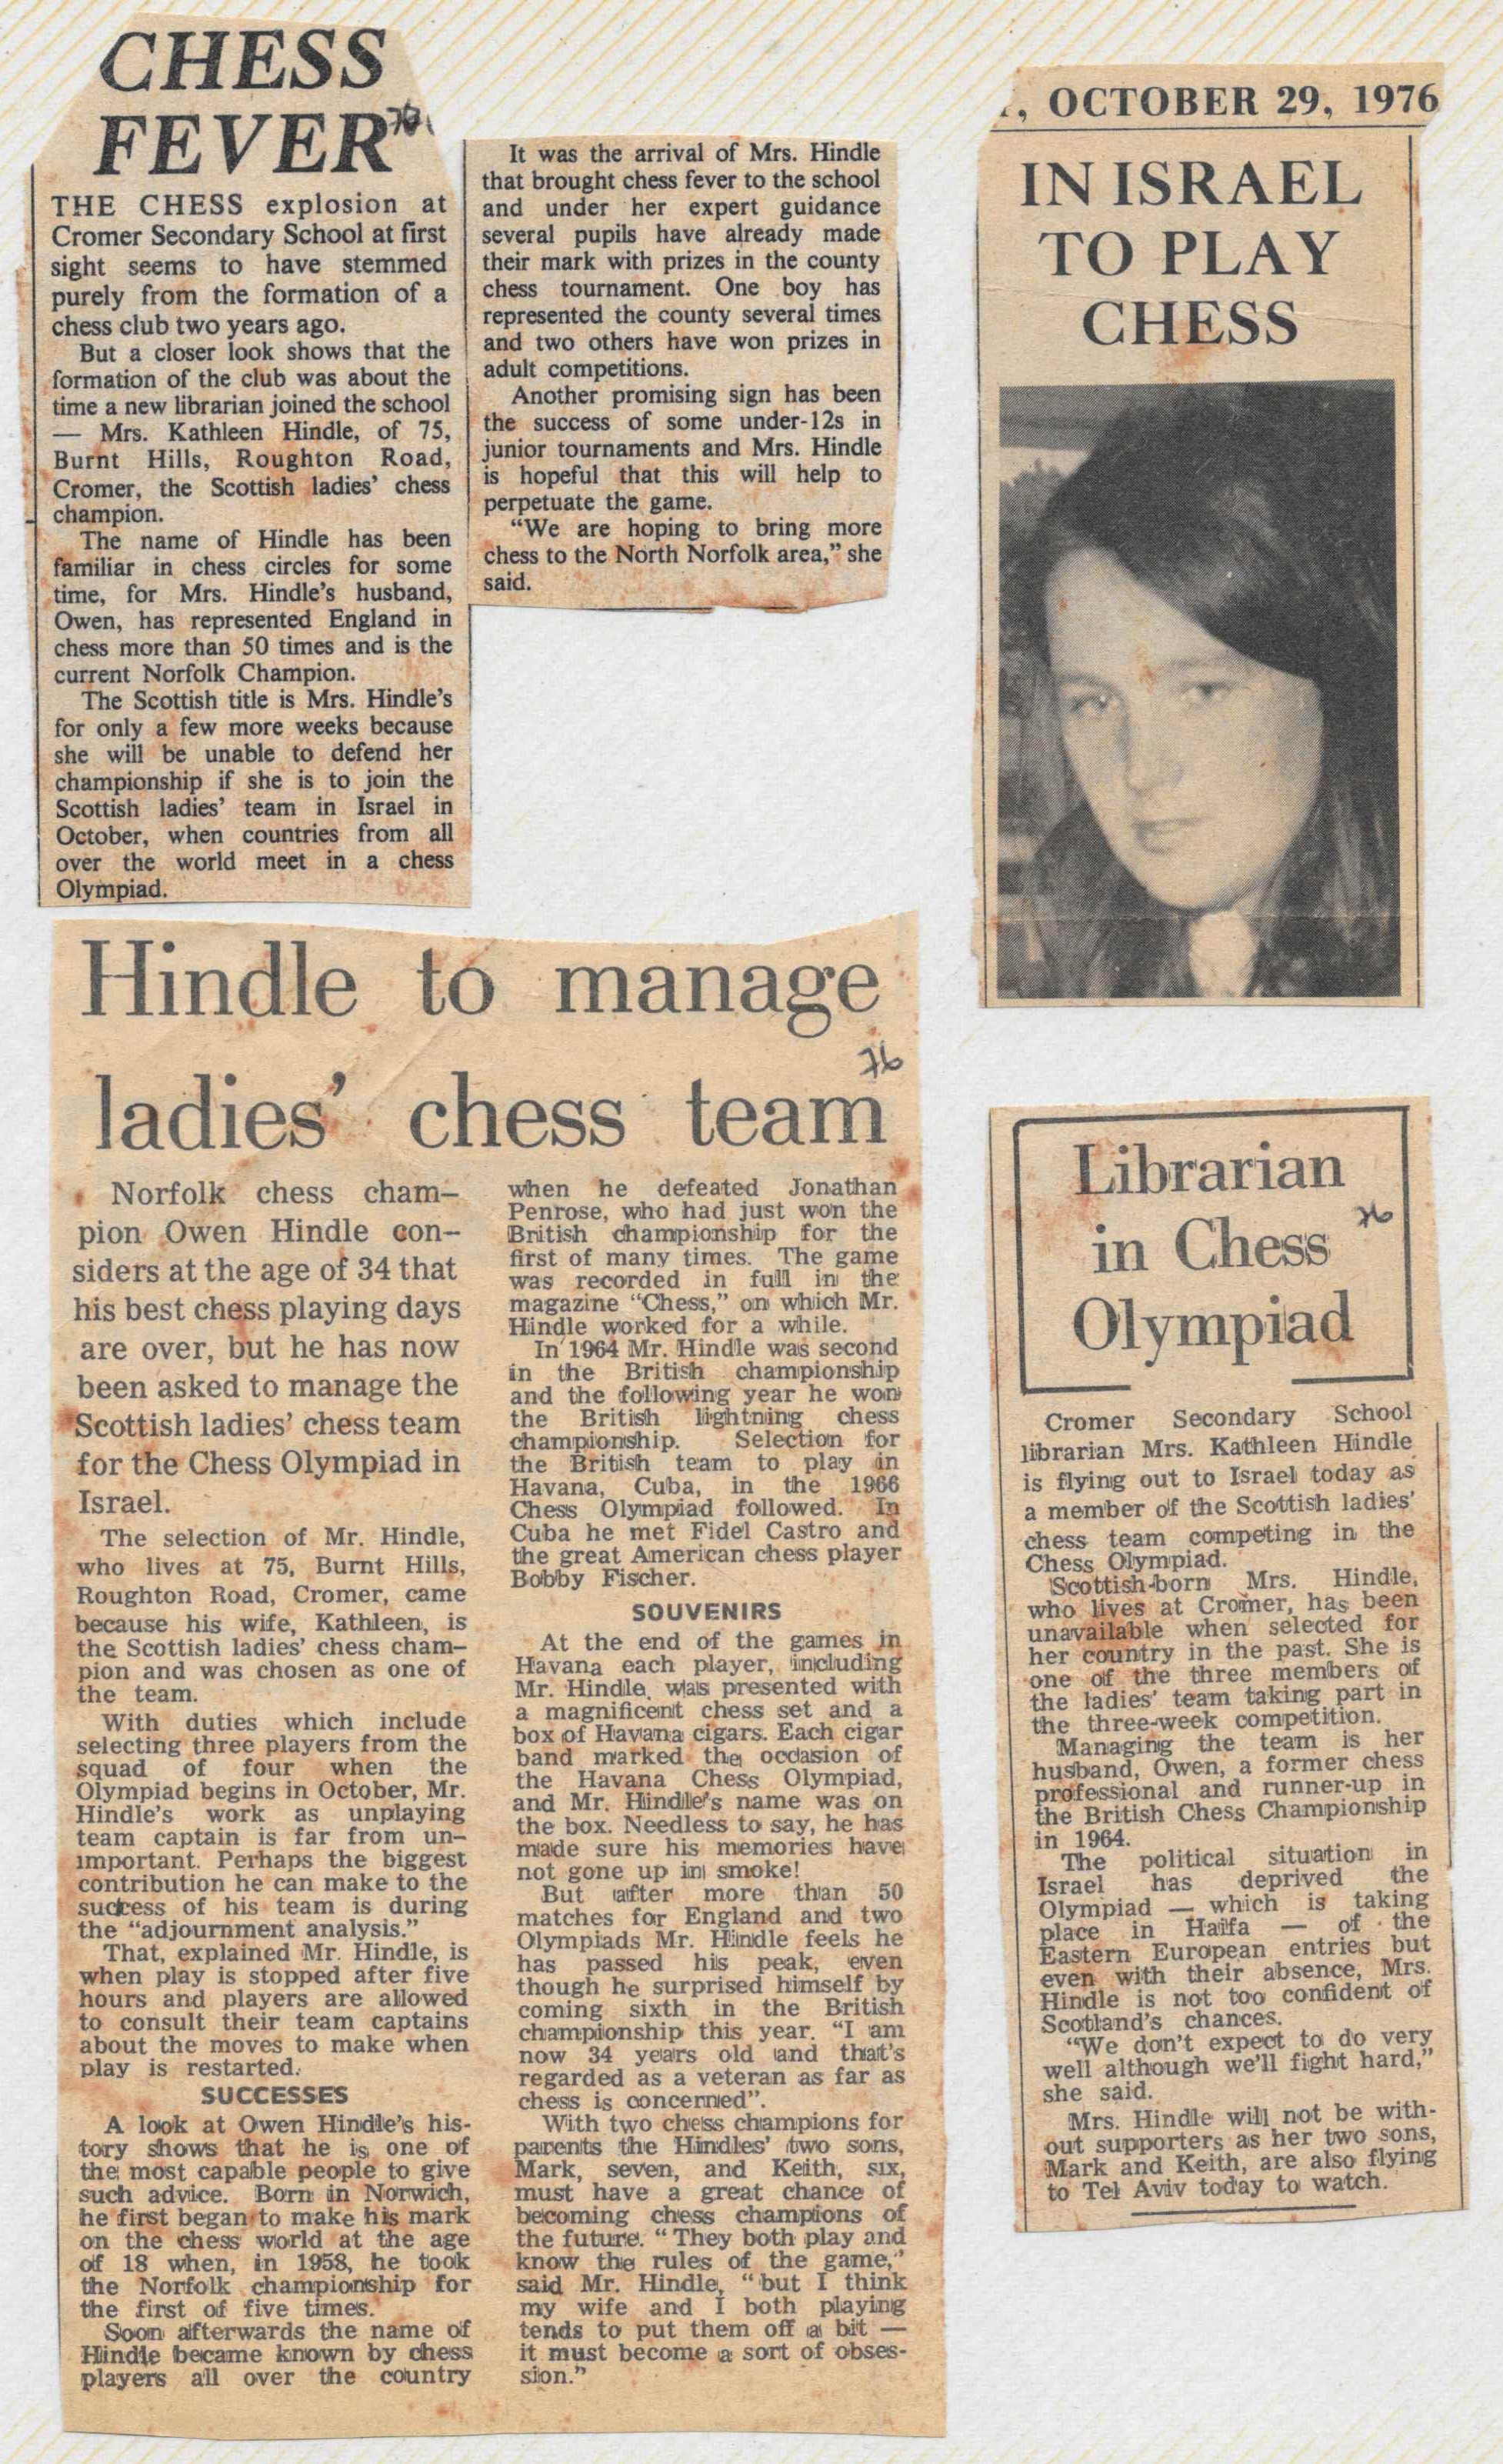 CHESS
FEVER
THE CHESS explosion at
Cromer Secondary School at first
sight seems to have stemmed
purely from the formation of a
chess club two years ago.
But a closer look shows that the
formation of the club was about the
time a new librarian joined the school
— Mrs. Kathleen Hindle, of 75,
Burnt Hills, Roughton Road,
Cromer, the Scottish ladies' chess
champion.
The name of Hindle has been
familiar in chess circles for some
time, for Mrs. Hindle's husband,
Owen, has represented England in
chess more than 50 times and is the
current Norfolk Champion.
The Scottish title is Mrs. Hindle's
for only a few more weeks because
she will be unable to defend her
championship if she is to join the
Scottish ladies' team in Israel in
October, when countries from all
over the world meet in a chess
Olympiad.
It was the arrival of Mrs. Hindle
that brought chess fever to the school
and under her expert guidance
several pupils have already made
their mark with prizes in the county
chess tournament. One boy has
represented the county several times
and two others have won prizes in
adult competitions.
Another promising sign has been
the success of some under-12s in
junior tournaments and Mrs. Hindle
is hopeful that this will help to
perpetuate the game.
"We are hoping to bring more
chess to the North Norfolk area," she
said.
, OCTOBER 29, 1976
IN ISRAEL
TO PLAY
CHESS
Hindle to manage
76
ladies' chess team
Norfolk chess cham-
pion Owen Hindle con-
siders at the age of 34 that
his best chess playing days
are over, but he has now
been asked to manage the
Scottish ladies' chess team
for the Chess Olympiad in
Israel.
The selection of Mr. Hindle,
who lives at 75, Burnt Hills,
Roughton Road, Cromer, came
because his wife, Kathleen, is
the Scottish ladies' chess cham-
pion and was chosen as one of
the team.
With duties which include
selecting three players from the
squad of four when the
Olympiad begins in October, Mr.
Hindle's work as unplaying
team captain is far from un-
important. Perhaps the biggest
contribution he can make to the
success of his team is during
the "adjournment analysis."
That, explained Mr. Hindle, is
when play is stopped after five
hours and players are allowed
to consult their team captains
about the moves to make when
play is restarted.
SUCCESSES
A look at Owen Hindle's his-
tory shows that he is one of
the most capable people to give
such advice. Born in Norwich,
he first began to make his mark
on the chess world at the age
of 18 when, in 1958, he took
the Norfolk championship for
the first of five times.
Soon afterwards the name of
Hindle became known by chess
players all over the country
when he defeated Jonathan
Penrose, who had just won the
British championship for the
first of many times. The game
was recorded in full in the
magazine "Chess," on which Mr.
Hindle worked for a while.
In 1964 Mr. Hindle was second
in the British championship
and the following year he won
the British lightning chess
championship. Selection for
the British team to play in
Havana, Cuba, in the 1966
Chess Olympiad followed. In
Cuba he met Fidel Castro and
the great American chess player
Bobby Fischer.
SOUVENIRS
At the end of the games in
Havana each player, including
Mr. Hindle, was presented with
a magnificent chess set and a
box of Havana cigars. Each cigar
band marked the occasion of
the Havana Chess Olympiad,
and Mr. Hindle's name was on
the box. Needless to say, he has
made sure his memories have
not gone up in smoke!
But after more than 50
matches for England and two
Olympiads Mr. Hindle feels he
has passed his peak, even
though he surprised himself by
coming sixth in the British
championship this year. "I am
now 34 years old and that's
regarded as a veteran as far as
chess is concerned".
With two chess champions for
parents the Hindles' two sons,
Mark, seven, and Keith, six,
must have a great chance of
becoming chess champions of
the future. "They both play and
know the rules of the game,"
said Mr. Hindle, "but I think
my wife and I both playing
tends to put them off a bit —
it must become a sort of obses-
sion."
Librarian
in Chess
76
Olympiad
Cromer Secondary School
librarian Mrs. Kathleen Hindle
is flying out to Israel today as
a member of the Scottish ladies'
chess team competing in the
Chess Olympiad.
Scottish-born Mrs. Hindle,
who lives at Cromer, has been
unavailable when selected for
her country in the past. She is
one of the three members of
the ladies' team taking part in
the three-week competition.
Managing the team is her
husband, Owen, a former chess
professional and runner-up in
the British Chess Championship
in 1964.
The political situation in
Israel has deprived the
Olympiad — which is taking
place in Haifa — of the
Eastern European entries but
even with their absence, Mrs.
Hindle is not too confident of
Scotland's chances.
"We don't expect to do very
well although we'll fight hard,"
she said.
Mrs. Hindle will not be with-
out supporters as her two sons,
Mark and Keith, are also flying
to Tel Aviv today to watch.